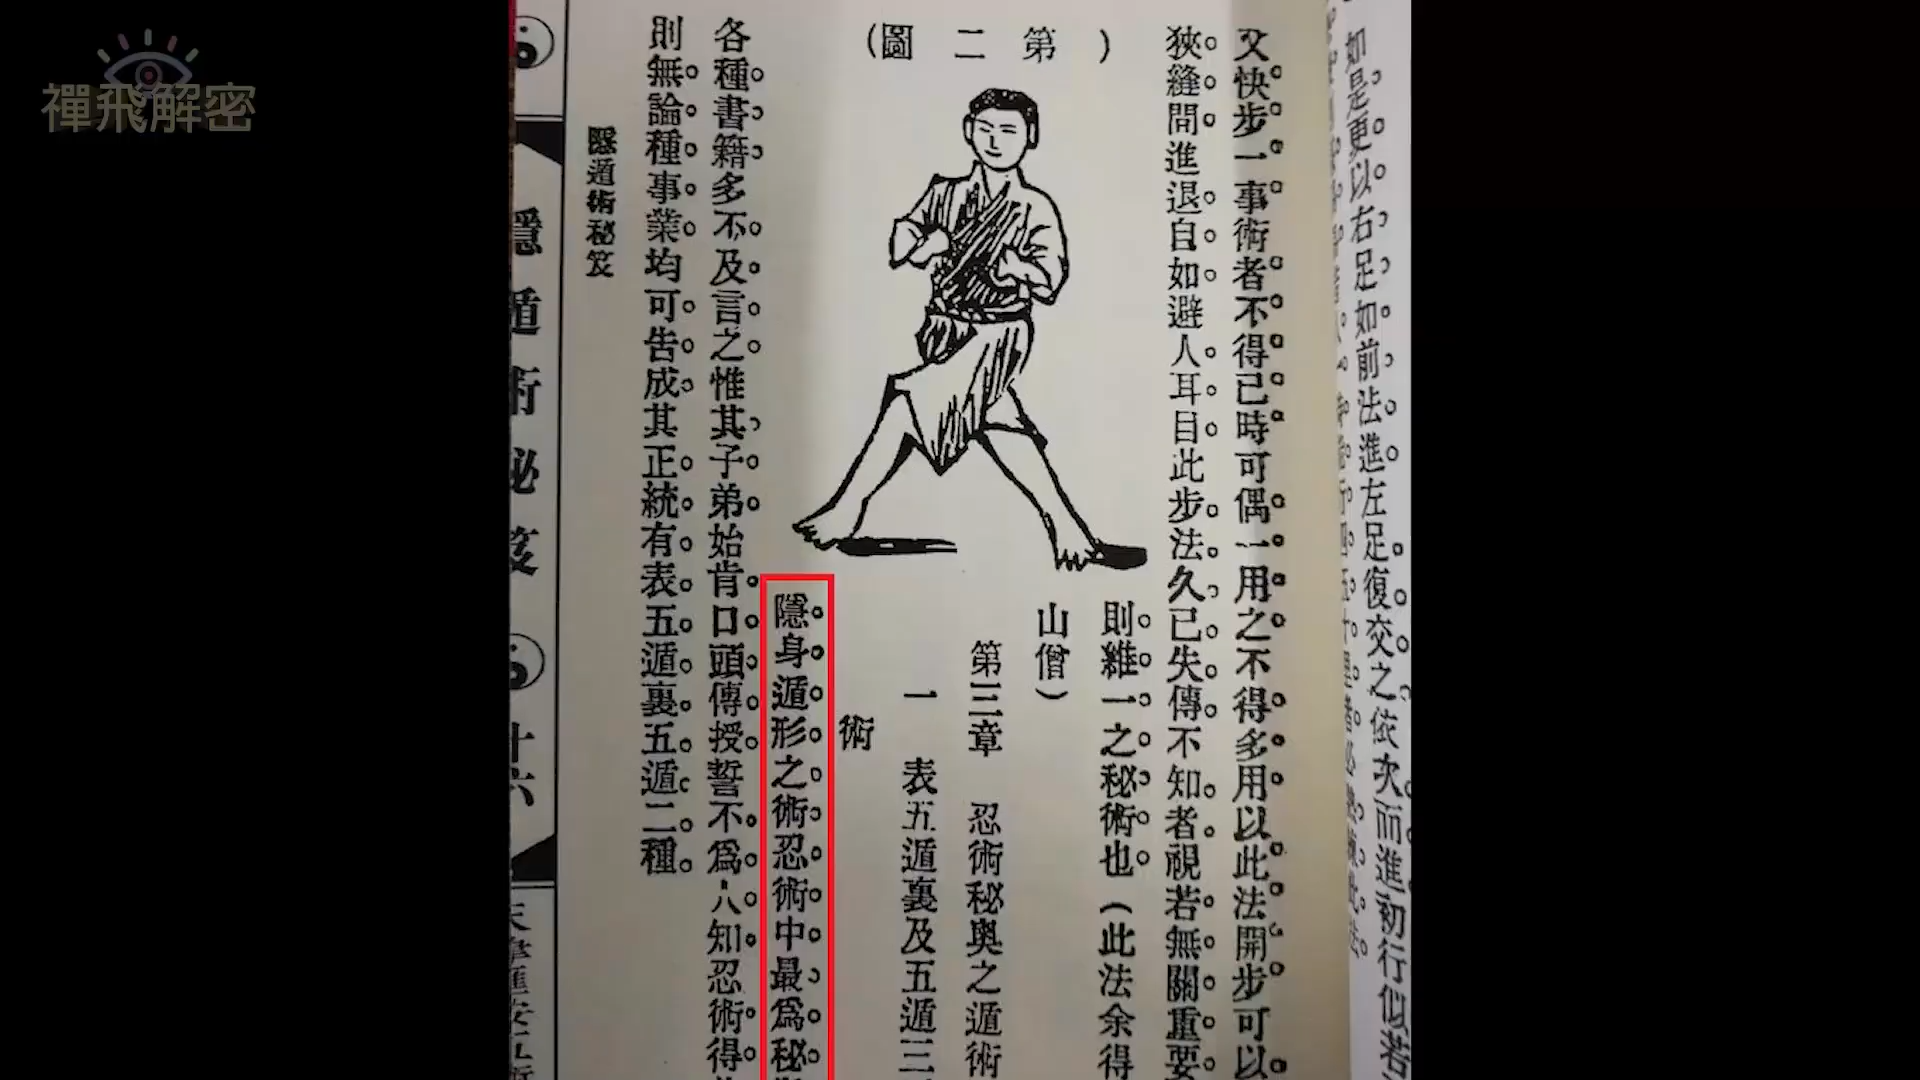 禪飛解密
如是更以右足如前法進左足復交之依次而進初行似若
又快步一事術者不得已時可偶一用之不得多用以此法開步可以
狹縫間進退自如避人耳目此步法久已失傳不知者視若無關重要
則維一之秘術也(此法余得
山僧)
(第二圖)
第三章 忍術秘奧之遁術
一 表五遁裏及五遁三
術
隱身遁形之術忍術中最爲秘
各種書籍多不及言之惟其子弟始肯口頭傳授誓不爲人知忍術得
則無論種事業均可告成其正統有表五遁裏五遁二種
隱遁術秘笈
隱遁術秘笈
十六